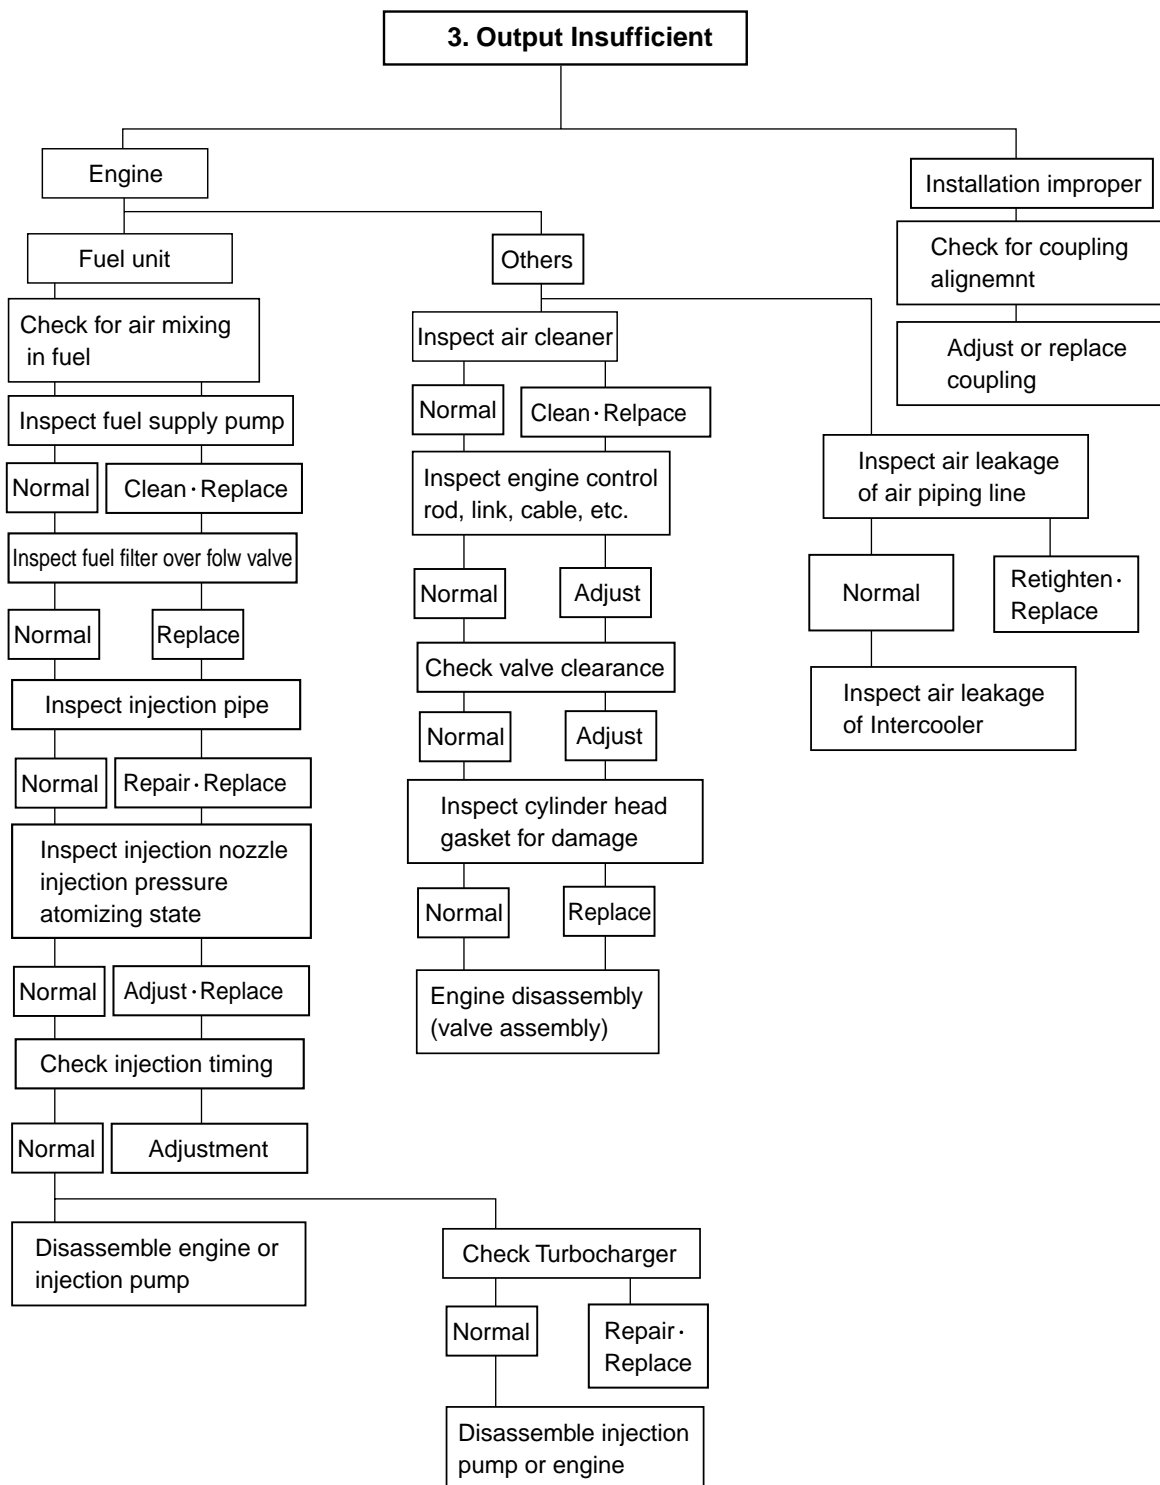 3. Output Insufficient
Engine
Installation improper
Fuel unit
Others
Check for coupling
alignemnt
Check for air mixing
in fuel
Inspect air cleaner
Adjust or replace
coupling
Inspect fuel supply pump
Normal
Clean·Relpace
Normal
Clean·Replace
Inspect engine control
rod, link, cable, etc.
Inspect air leakage
of air piping line
Inspect fuel filter over folw valve
Normal
Adjust
Normal
Retighten·
Replace
Normal
Replace
Check valve clearance
Inspect air leakage
of Intercooler
Inspect injection pipe
Normal
Adjust
Normal
Repair·Replace
Inspect cylinder head
gasket for damage
Inspect injection nozzle
injection pressure
atomizing state
Normal
Replace
Normal
Adjust·Replace
Engine disassembly
(valve assembly)
Check injection timing
Normal
Adjustment
Disassemble engine or
injection pump
Check Turbocharger
Normal
Repair·
Replace
Disassemble injection
pump or engine